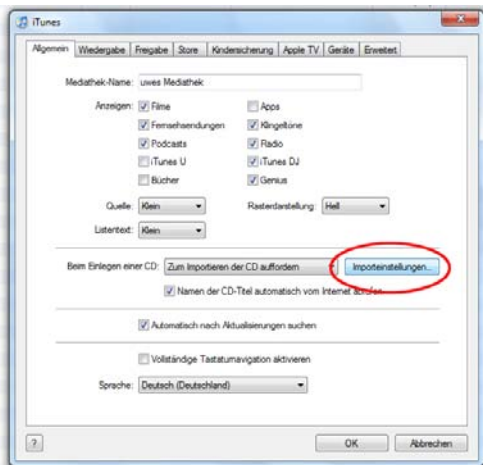 iTunes
Allgemein Wiedergabe Freigabe Store Kindersicherung Apple TV Geräte Erweitert
Mediathek-Name: uwes Mediathek
Anzeigen: Filme Apps
Fernsehsendungen Klingeltöne
Podcasts Radio
iTunes U iTunes DJ
Bücher Genius
Quelle: Klein Rasterdarstellung: Hell
Listentext: Klein
Beim Einlegen einer CD: Zum Importieren der CD auffordern Importeinstellungen...
Namen der CD-Titel automatisch vom Internet abrufen
Automatisch nach Aktualisierungen suchen
Vollständige Tastaturnavigation aktivieren
Sprache: Deutsch (Deutschland)
? OK Abbrechen